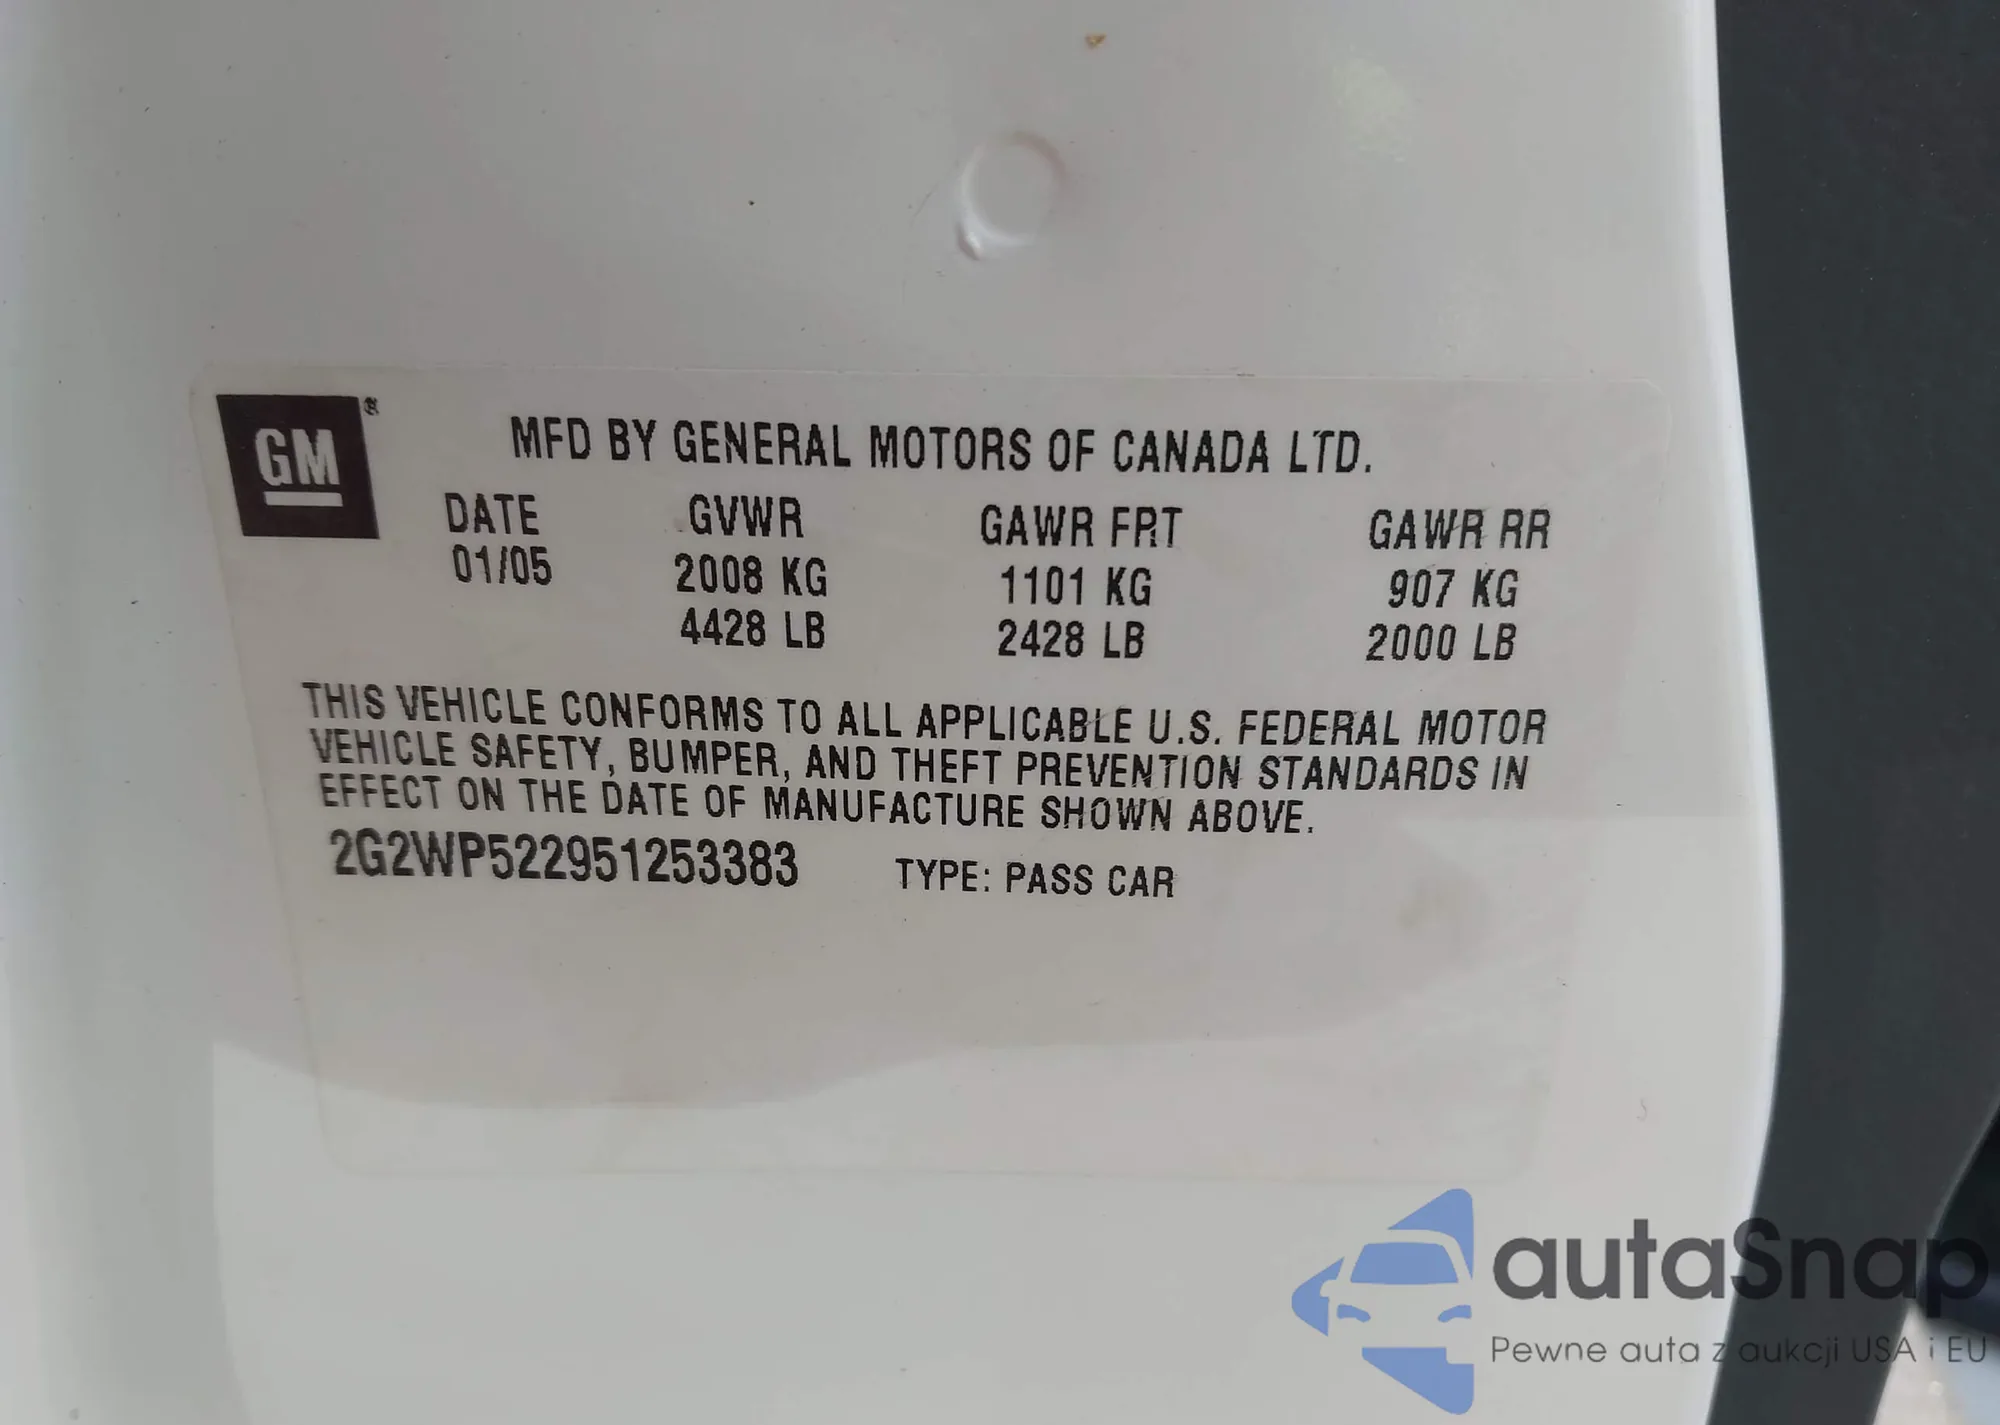 GM ®
MFD BY GENERAL MOTORS OF CANADA LTD.
DATE GVWR GAWR FRT GAWR RR
01/05 2008 KG 1101 KG 907 KG
4428 LB 2428 LB 2000 LB
THIS VEHICLE CONFORMS TO ALL APPLICABLE U.S. FEDERAL MOTOR
VEHICLE SAFETY, BUMPER, AND THEFT PREVENTION STANDARDS IN
EFFECT ON THE DATE OF MANUFACTURE SHOWN ABOVE.
2G2WP522951253383 TYPE: PASS CAR
autaSnap
Pewne auta z aukcji USA i EU